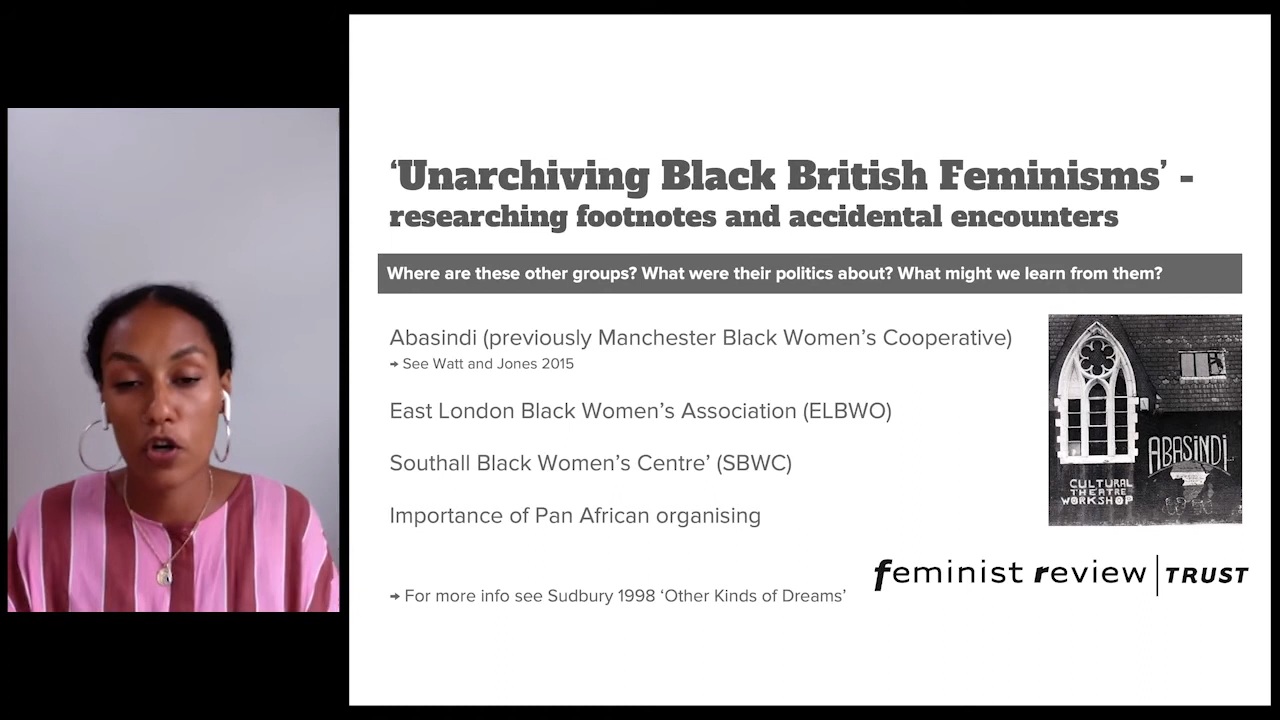 ‘Unarchiving Black British Feminisms’ -
researching footnotes and accidental encounters
Where are these other groups? What were their politics about? What might we learn from them?
Abasindi (previously Manchester Black Women’s Cooperative)
→ See Watt and Jones 2015
East London Black Women’s Association (ELBWO)
Southall Black Women’s Centre’ (SBWC)
Importance of Pan African organising
→ For more info see Sudbury 1998 ‘Other Kinds of Dreams’
ABASINDI
CULTURAL
THEATRE
WORKSHOP
feminist review | TRUST